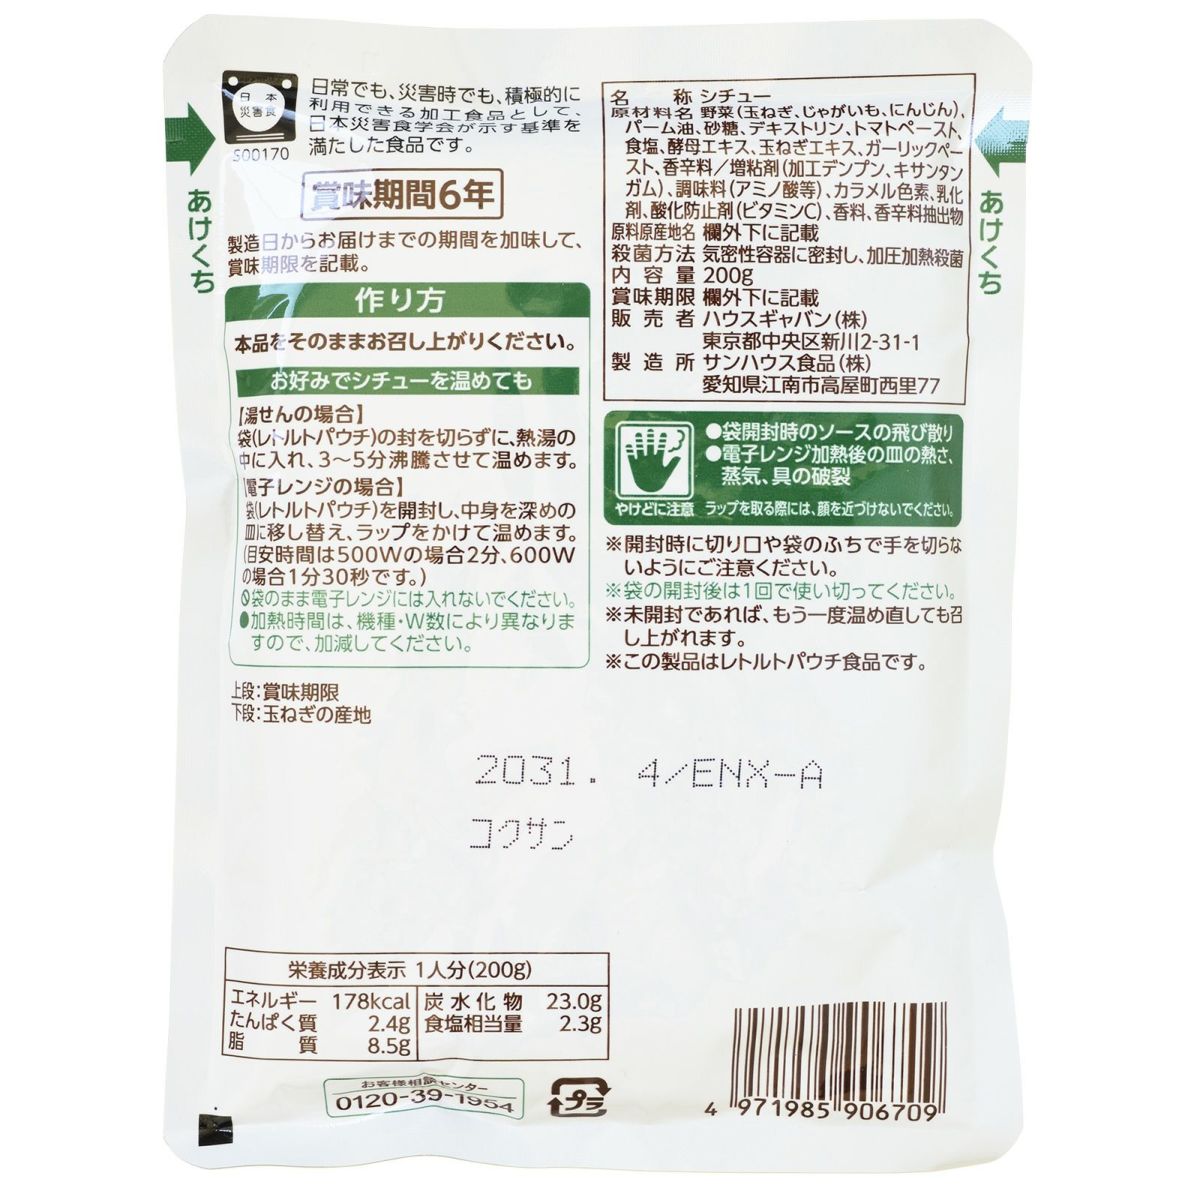 日本
災害食
S00170
日常でも、災害時でも、積極的に
利用できる加工食品として、
日本災害食学会が示す基準を
満たした食品です。
賞味期間6年
製造日からお届けまでの期間を加味して、
賞味期限を記載。
あけくち
作り方
本品をそのままお召し上がりください。
お好みでシチューを温めても
【湯せんの場合】
袋(レトルトパウチ)の封を切らずに、熱湯の
中に入れ、3〜5分沸騰させて温めます。
【電子レンジの場合】
袋(レトルトパウチ)を開封し、中身を深めの
皿に移し替え、ラップをかけて温めます。
(目安時間は500Wの場合2分、600W
の場合1分30秒です。)
袋のまま電子レンジには入れないでください。
●加熱時間は、機種・W数により異なりま
すので、加減してください。
上段：賞味期限
下段：玉ねぎの産地
名称 シチュー
原材料名 野菜(玉ねぎ、じゃがいも、にんじん)、
パーム油、砂糖、デキストリン、トマトペースト、
食塩、酵母エキス、玉ねぎエキス、ガーリックペー
スト、香辛料／増粘剤(加工デンプン、キサンタン
ガム)、調味料(アミノ酸等)、カラメル色素、乳化
剤、酸化防止剤(ビタミンC)、香料、香辛料抽出物
原料原産地名 欄外下に記載
殺菌方法 気密性容器に密封し、加圧加熱殺菌
内容量 200g
賞味期限 欄外下に記載
販売者 ハウスギャバン(株)
東京都中央区新川2-31-1
製造所 サンハウス食品(株)
愛知県江南市高屋町西里77
あけくち
●袋開封時のソースの飛び散り
●電子レンジ加熱後の皿の熱さ、
蒸気、具の破裂
やけどに注意 ラップを取る際には、顔を近づけないでください。
※開封時に切り口や袋のふちで手を切らな
いようにご注意ください。
※袋の開封後は1回で使い切ってください。
※未開封であれば、もう一度温め直しても召
し上がれます。
※この製品はレトルトパウチ食品です。
2031. 4/ENX-A
コクサン
栄養成分表示 1人分(200g)
エネルギー 178kcal 炭水化物 23.0g
たんぱく質 2.4g 食塩相当量 2.3g
脂質 8.5g
お客様相談センター
0120-39-1954
プラ
4 971985 906709